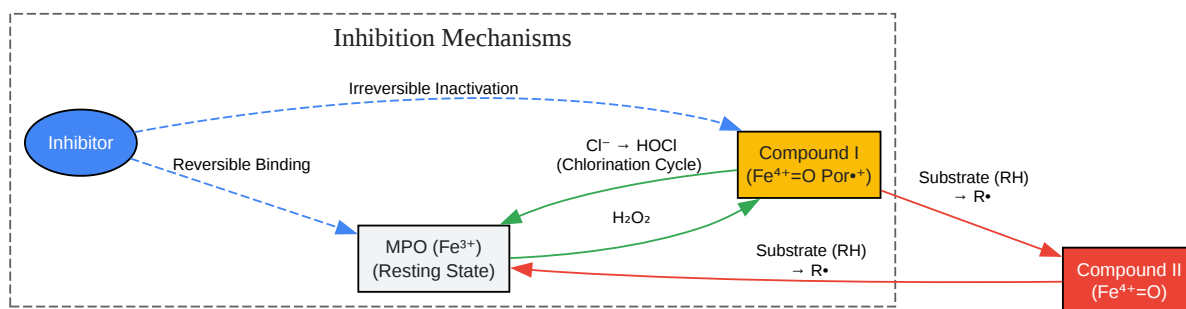 Inhibition Mechanisms
Irreversible Inactivation
Inhibitor
Reversible Binding
Cl⁻ → HOCl
(Chlorination Cycle)
Compound I
(Fe⁴⁺=O Por•⁺)
Substrate (RH)
→ R•
H₂O₂
MPO (Fe³⁺)
(Resting State)
Substrate (RH)
→ R•
Compound II
(Fe⁴⁺=O)